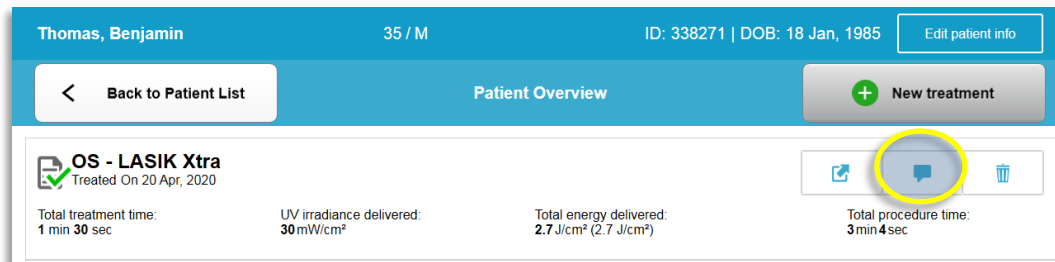 Thomas, Benjamin 35 / M ID: 338271 | DOB: 18 Jan, 1985 Edit patient info
Back to Patient List Patient Overview New treatment
OS - LASIK Xtra
Treated On 20 Apr, 2020
Total treatment time: UV irradiance delivered: Total energy delivered: Total procedure time:
1 min 30 sec 30 mW/cm² 2.7 J/cm² (2.7 J/cm²) 3 min 4 sec